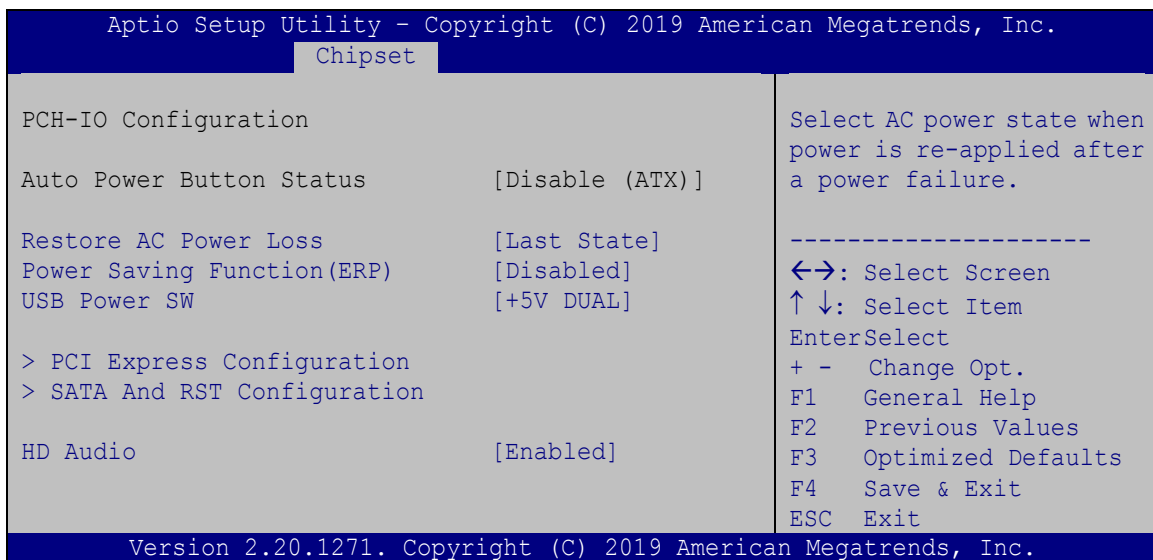 Aptio Setup Utility – Copyright (C) 2019 American Megatrends, Inc.
Chipset
PCH-IO Configuration
Auto Power Button Status [Disable (ATX)]
Restore AC Power Loss [Last State]
Power Saving Function(ERP) [Disabled]
USB Power SW [+5V DUAL]
> PCI Express Configuration
> SATA And RST Configuration
HD Audio [Enabled]
Select AC power state when
power is re-applied after
a power failure.
---------------------
←→: Select Screen
↑ ↓: Select Item
EnterSelect
+ - Change Opt.
F1 General Help
F2 Previous Values
F3 Optimized Defaults
F4 Save & Exit
ESC Exit
Version 2.20.1271. Copyright (C) 2019 American Megatrends, Inc.